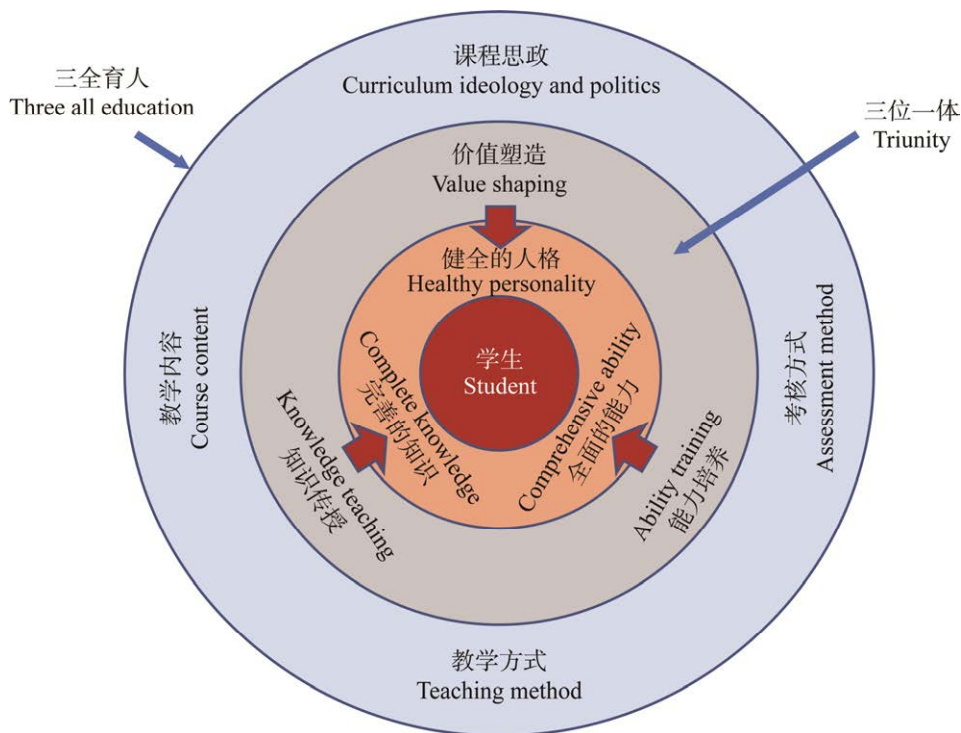 课程思政
Curriculum ideology and politics
三全育人
Three all education
三位一体
Triunity
价值塑造
Value shaping
健全的人格
Healthy personality
学生
Student
Complete knowledge
完善的知识
Comprehensive ability
全面的能力
Knowledge teaching
知识传授
Ability training
能力培养
教学内容
Course content
考核方式
Assessment method
教学方式
Teaching method